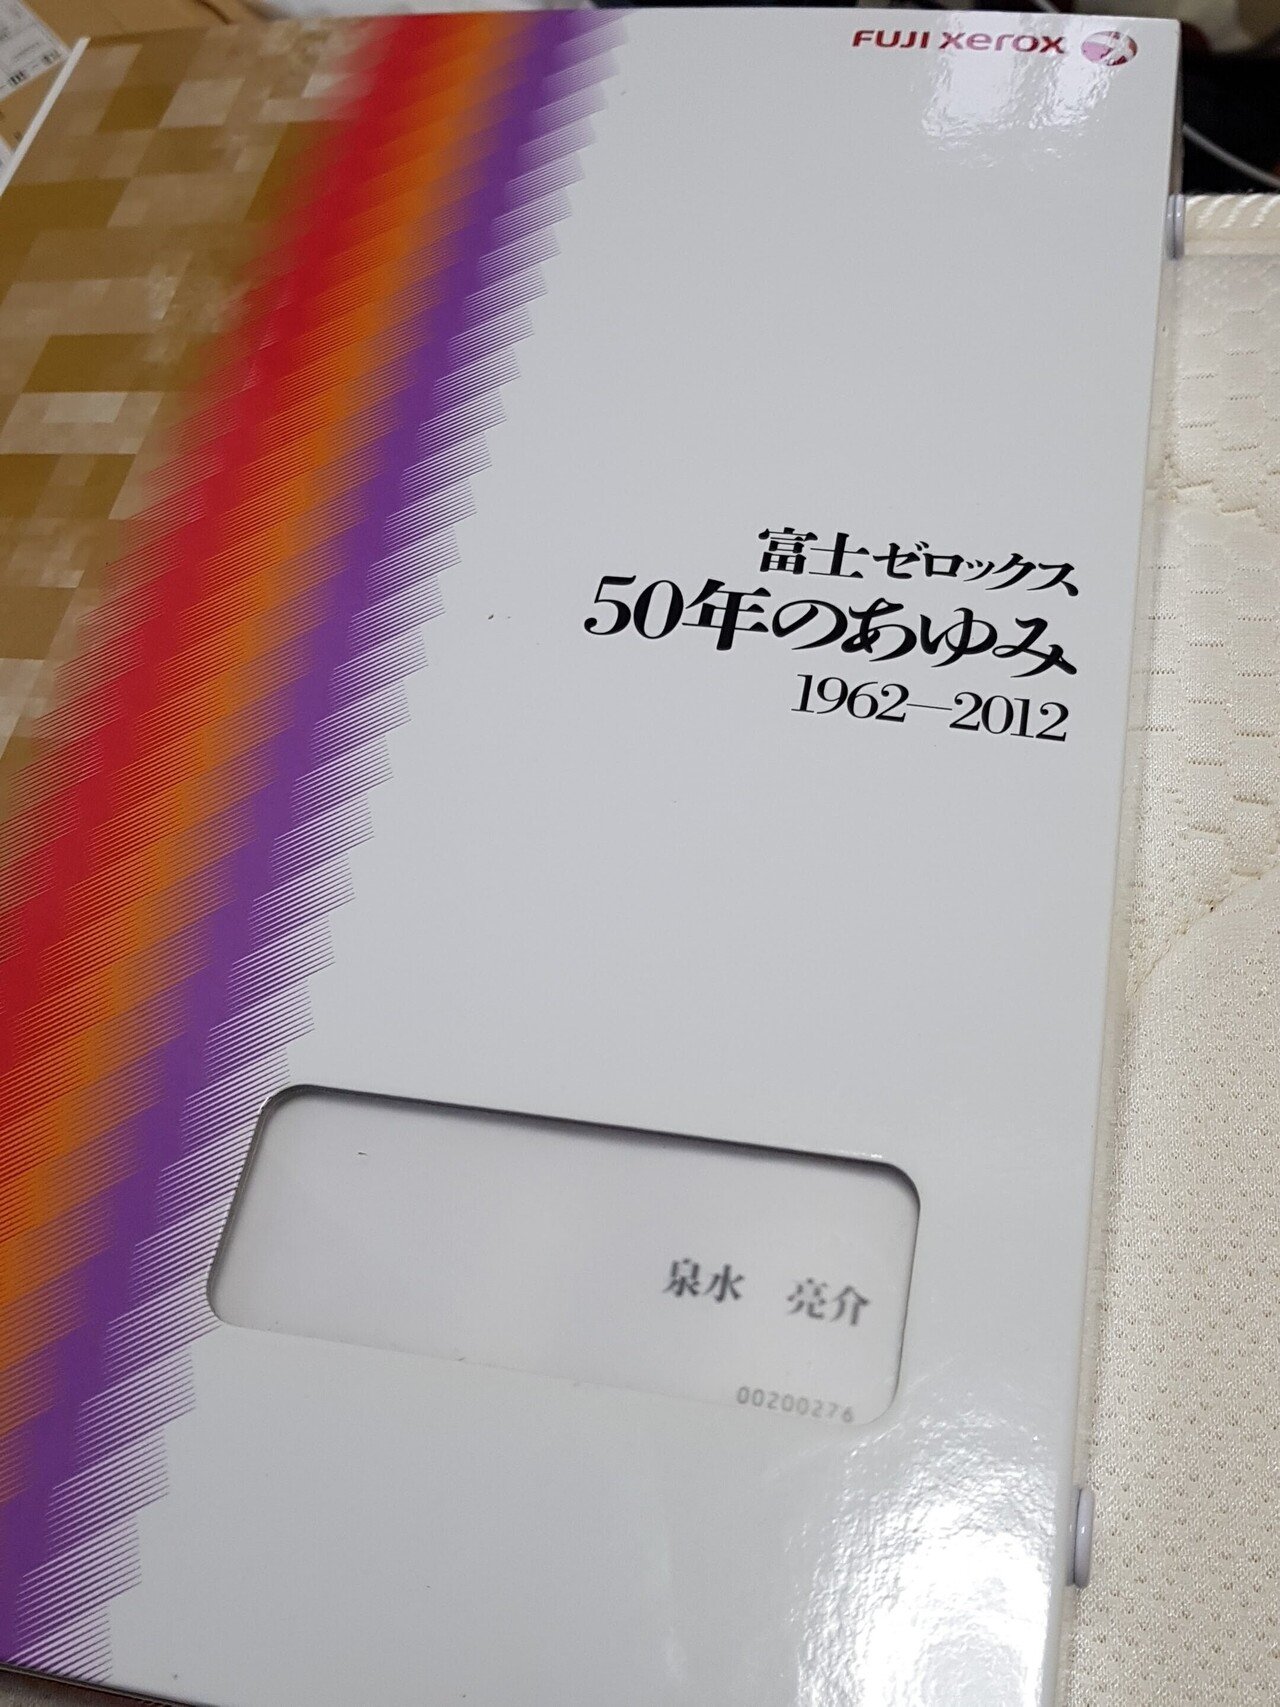 FUJI xerox
富士ゼロックス
50年のあゆみ
1962—2012
泉水　亮介
00200276